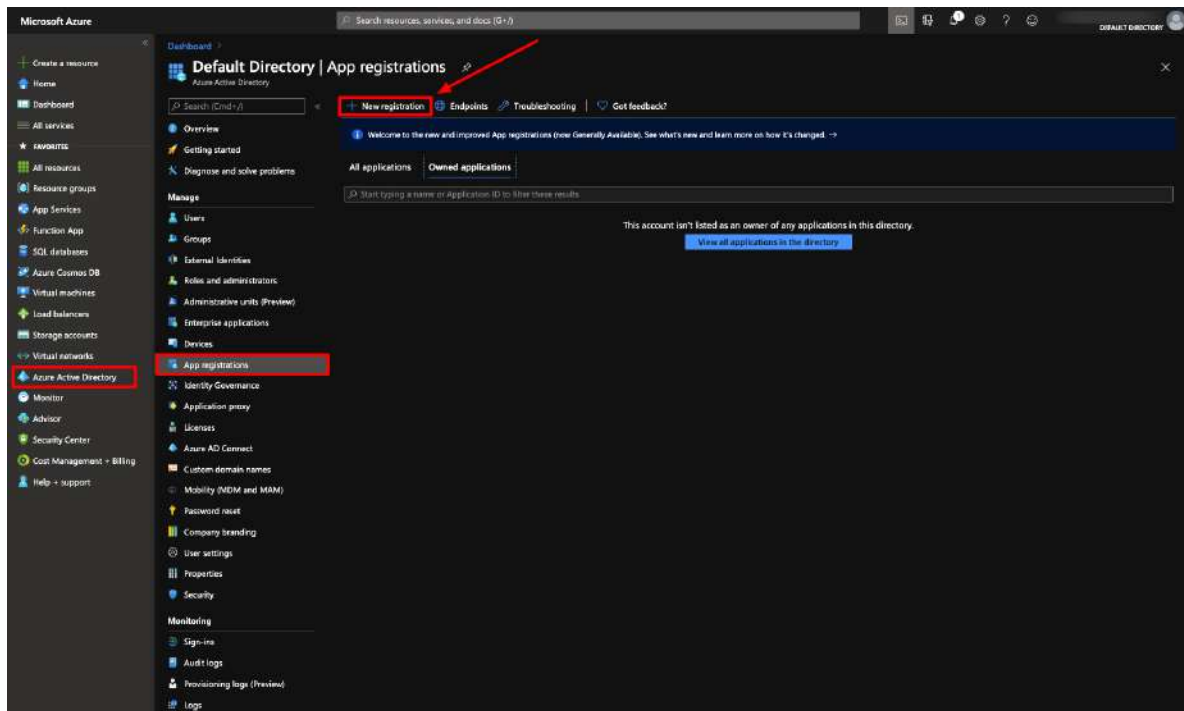 Microsoft Azure
Search resources, services, and docs (G+/)
DEFAULT DIRECTORY
Create a resource
Home
Dashboard
All services
FAVORITES
All resources
Resource groups
App Services
Function App
SQL databases
Azure Cosmos DB
Virtual machines
Load balancers
Storage accounts
Virtual networks
Azure Active Directory
Monitor
Advisor
Security Center
Cost Management + Billing
Help + support
Dashboard
Default Directory | App registrations
Azure Active Directory
Search (Cmd+/)
Overview
Getting started
Diagnose and solve problems
Manage
Users
Groups
External Identities
Roles and administrators
Administrative units (Preview)
Enterprise applications
Devices
App registrations
Identity Governance
Application proxy
Licenses
Azure AD Connect
Custom domain names
Mobility (MDM and MAM)
Password reset
Company branding
User settings
Properties
Security
Monitoring
Sign-ins
Audit logs
Provisioning logs (Preview)
Logs
New registration Endpoints Troubleshooting Got feedback?
Welcome to the new and improved App registrations (now Generally Available). See what's new and learn more on how it's changed. →
All applications Owned applications
Start typing a name or Application ID to filter these results
This account isn't listed as an owner of any applications in this directory.
View all applications in the directory